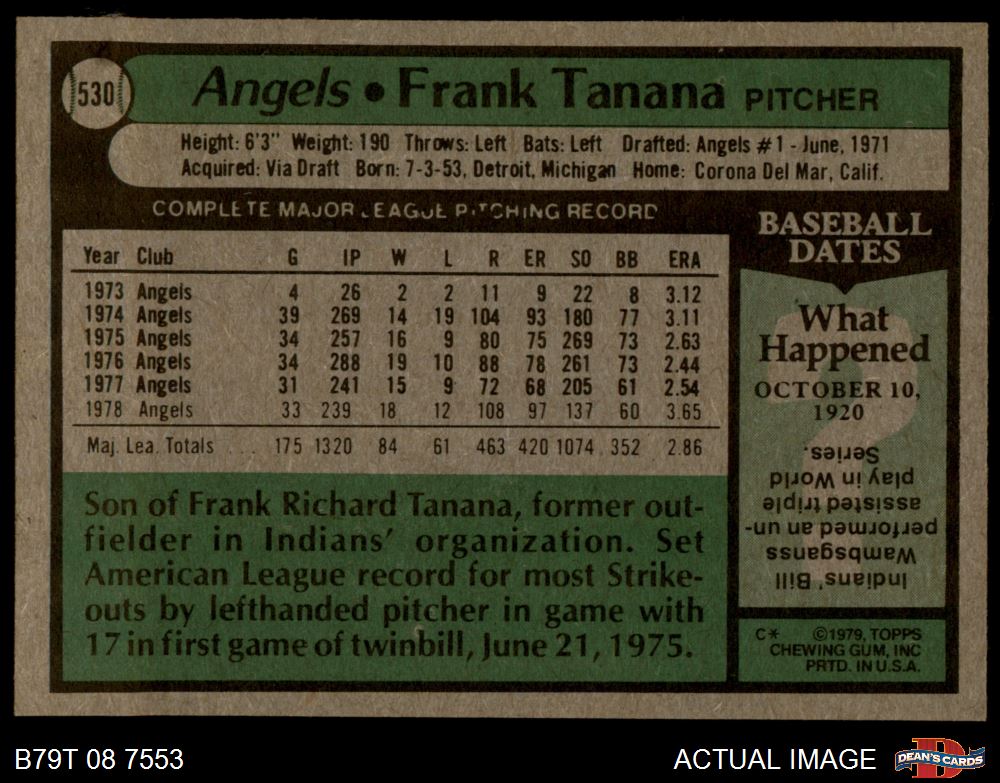 530
Angels • Frank Tanana PITCHER
Height: 6'3" Weight: 190 Throws: Left Bats: Left Drafted: Angels #1 - June, 1971
Acquired: Via Draft Born: 7-3-53, Detroit, Michigan Home: Corona Del Mar, Calif.
COMPLETE MAJOR LEAGUE PITCHING RECORD
Year Club G IP W L R ER SO BB ERA
1973 Angels 4 26 2 2 11 9 22 8 3.12
1974 Angels 39 269 14 19 104 93 180 77 3.11
1975 Angels 34 257 16 9 80 75 269 73 2.63
1976 Angels 34 288 19 10 88 78 261 73 2.44
1977 Angels 31 241 15 9 72 68 205 61 2.54
1978 Angels 33 239 18 12 108 97 137 60 3.65
Maj. Lea. Totals ... 175 1320 84 61 463 420 1074 352 2.86
Son of Frank Richard Tanana, former out-
fielder in Indians' organization. Set
American League record for most Strike-
outs by lefthanded pitcher in game with
17 in first game of twinbill, June 21, 1975.
BASEBALL
DATES
What
Happened
OCTOBER 10,
1920
Indians' Bill
Wambsganss
performed an un-
assisted triple
play in World
Series.
C* ©1979, TOPPS
CHEWING GUM, INC
PRTD. IN U.S.A.
B79T 08 7553
ACTUAL IMAGE
DEAN'S CARDS